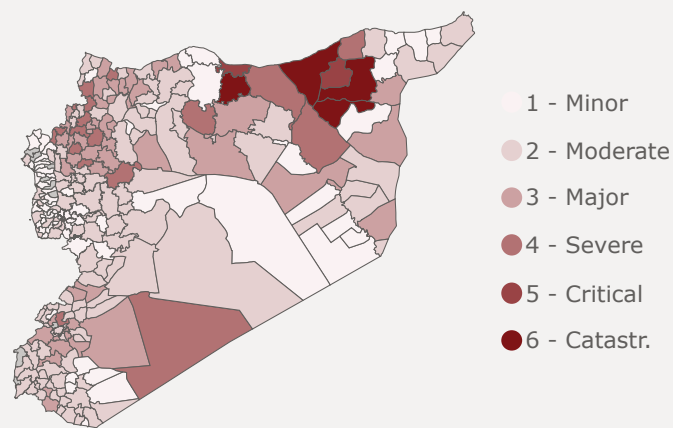 1 - Minor
2 - Moderate
3 - Major
4 - Severe
5 - Critical
6 - Catastr.